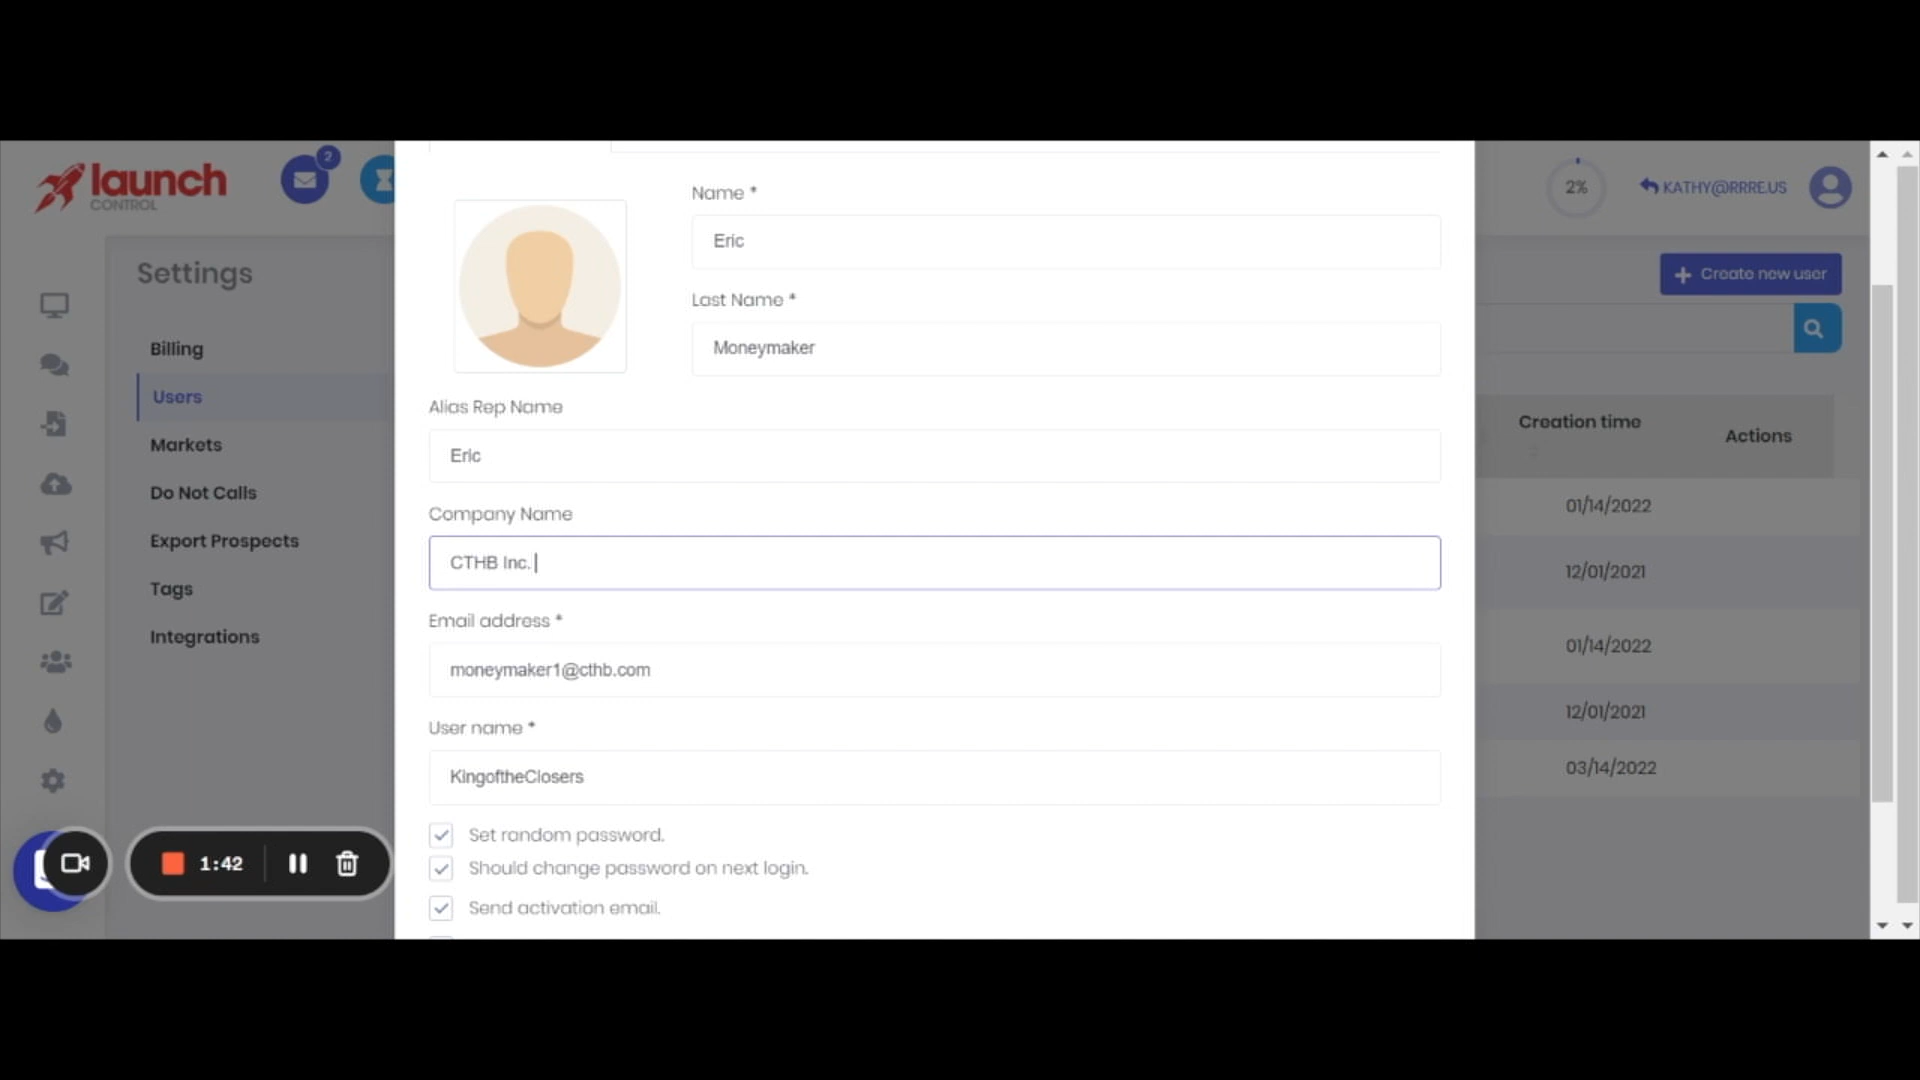 launch
CONTROL
2
2%
KATHY@RRRE.US
Settings
Billing
Users
Markets
Do Not Calls
Export Prospects
Tags
Integrations
1:42
Name *
Eric
Last Name *
Moneymaker
Alias Rep Name
Eric
Company Name
CTHB Inc.
Email address *
moneymaker1@cthb.com
User name *
KingoftheClosers
Set random password.
Should change password on next login.
Send activation email.
Create new user
Creation time
Actions
01/14/2022
12/01/2021
01/14/2022
12/01/2021
03/14/2022